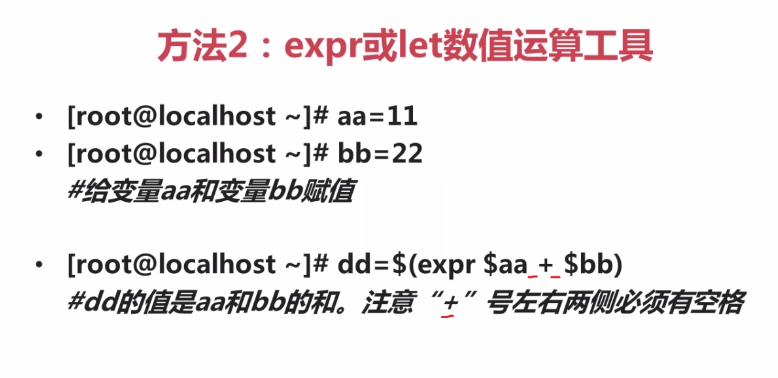 方法2：expr或let数值运算工具
• [root@localhost ~]# aa=11
• [root@localhost ~]# bb=22
#给变量aa和变量bb赋值
• [root@localhost ~]# dd=$(expr $aa + $bb)
#dd的值是aa和bb的和。注意“+”号左右两侧必须有空格